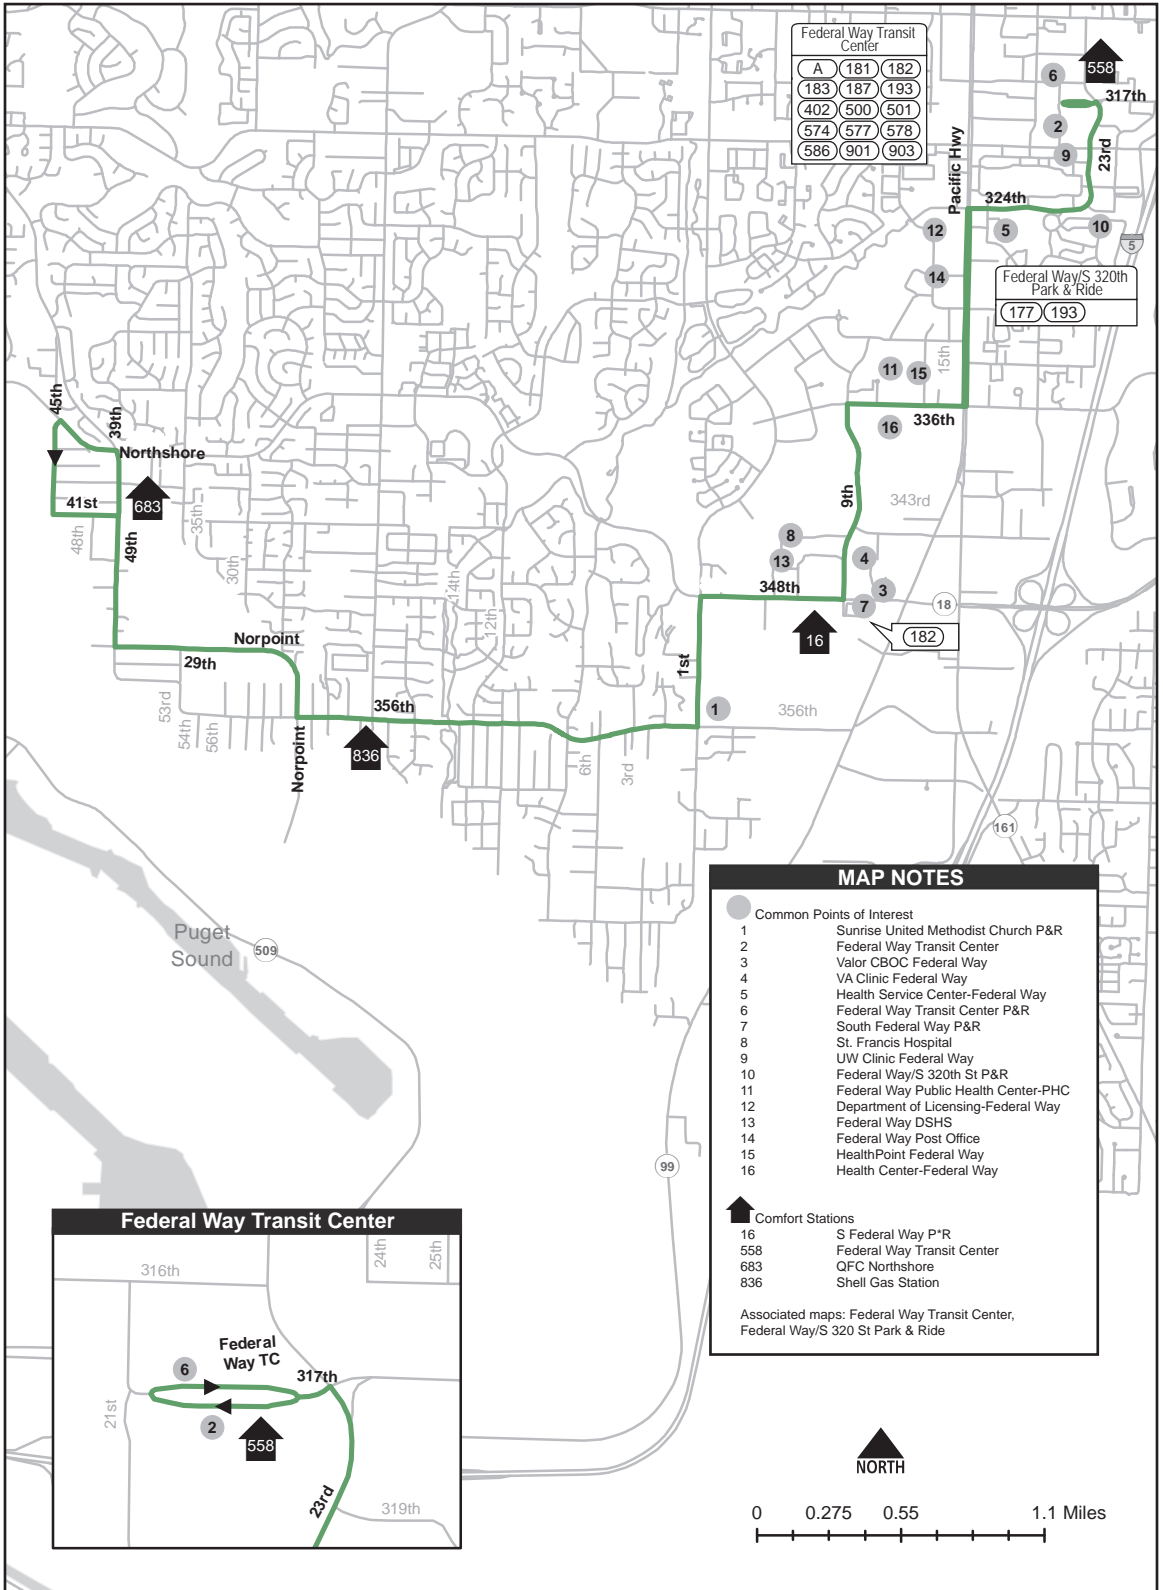 Federal Way Transit
Center
A 181 182
183 187 193
402 500 501
574 577 578
586 901 903
558
6
317th
2
9
23rd
Pacific Hwy
324th
12
5
10
5
14
Federal Way/S 320th
Park & Ride
177 193
11
15
15th
336th
16
45th
39th
Northshore
683
41st
48th
49th
35th
30th
9th
343rd
8
13
4
3
348th
7
18
182
16
14th
12th
Norpoint
29th
1st
1
356th
356th
53rd
54th
56th
Norpoint
836
6th
3rd
161
Puget
Sound
509
99
MAP NOTES
Common Points of Interest
1 Sunrise United Methodist Church P&R
2 Federal Way Transit Center
3 Valor CBOC Federal Way
4 VA Clinic Federal Way
5 Health Service Center-Federal Way
6 Federal Way Transit Center P&R
7 South Federal Way P&R
8 St. Francis Hospital
9 UW Clinic Federal Way
10 Federal Way/S 320th St P&R
11 Federal Way Public Health Center-PHC
12 Department of Licensing-Federal Way
13 Federal Way DSHS
14 Federal Way Post Office
15 HealthPoint Federal Way
16 Health Center-Federal Way
Comfort Stations
16 S Federal Way P*R
558 Federal Way Transit Center
683 QFC Northshore
836 Shell Gas Station
Associated maps: Federal Way Transit Center,
Federal Way/S 320 St Park & Ride
Federal Way Transit Center
316th
24th
25th
Federal
Way TC
6
317th
21st
2
558
23rd
319th
NORTH
0 0.275 0.55 1.1 Miles